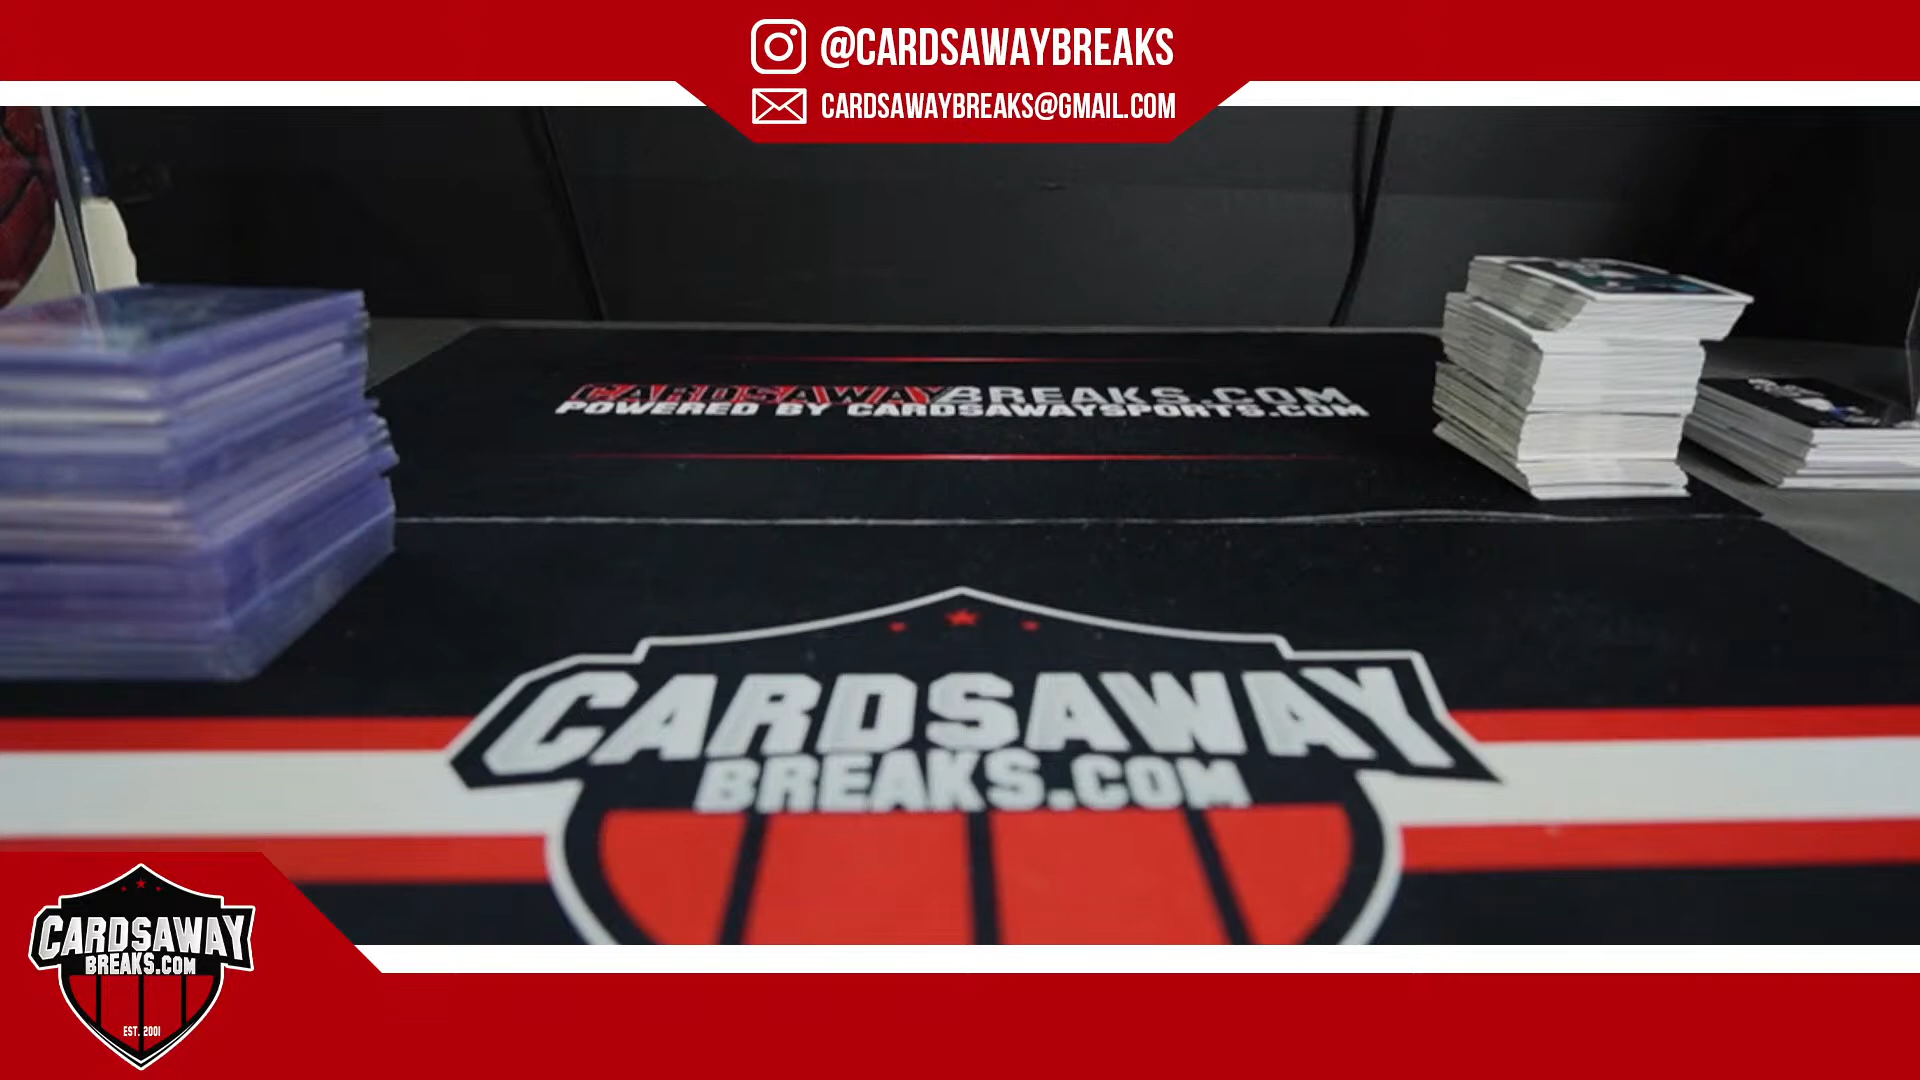 @CARDSAWAYBREAKS
CARDSAWAYBREAKS@GMAIL.COM
CARDSAWAYBREAKS.COM
POWERED BY CARDSAWAYSPORTS.COM
CARDSAWAY
BREAKS.COM
CARDSAWAY
BREAKS.COM
EST. 2001